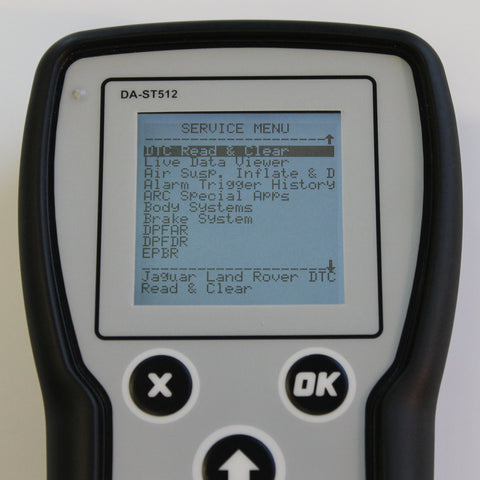 DA-ST512
SERVICE MENU
DTC Read & Clear
Live Data Viewer
Air Susp. Inflate & D
Alarm Trigger History
ARC Special Apps
Body Systems
Brake System
DPFAR
DPFDR
EPBR
Jaguar Land Rover DTC
Read & Clear
X
OK